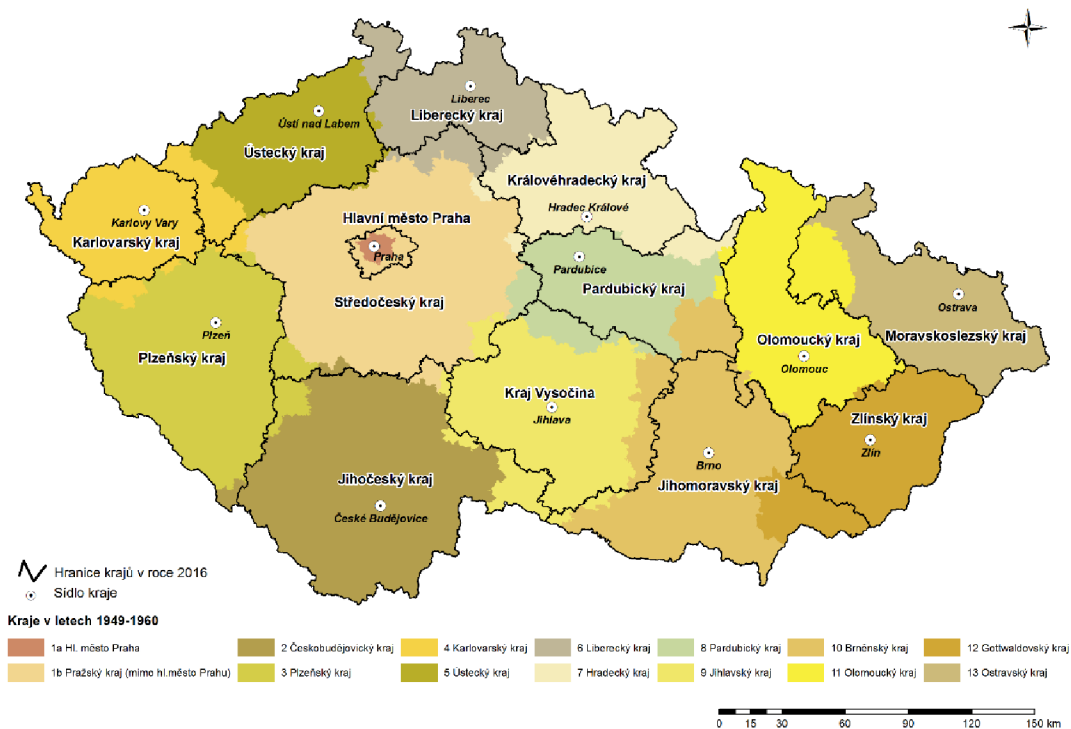 Liberec
Liberecký kraj
Ústí nad Labem
Ústecký kraj
Královéhradecký kraj
Hradec Králové
Karlovy Vary
Karlovarský kraj
Hlavní město Praha
Praha
Pardubice
Pardubický kraj
Středočeský kraj
Ostrava
Moravskoslezský kraj
Plzeň
Plzeňský kraj
Olomoucký kraj
Olomouc
Kraj Vysočina
Jihlava
Zlínský kraj
Zlín
Brno
Jihomoravský kraj
Jihočeský kraj
České Budějovice
Hranice krajů v roce 2016
Sídlo kraje
Kraje v letech 1949-1960
1a Hl. město Praha
1b Pražský kraj (mimo hl.město Prahu)
2 Českobudějovický kraj
3 Plzeňský kraj
4 Karlovarský kraj
5 Ústecký kraj
6 Liberecký kraj
7 Hradecký kraj
8 Pardubický kraj
9 Jihlavský kraj
10 Brněnský kraj
11 Olomoucký kraj
12 Gottwaldovský kraj
13 Ostravský kraj
0 15 30 60 90 120 150 km